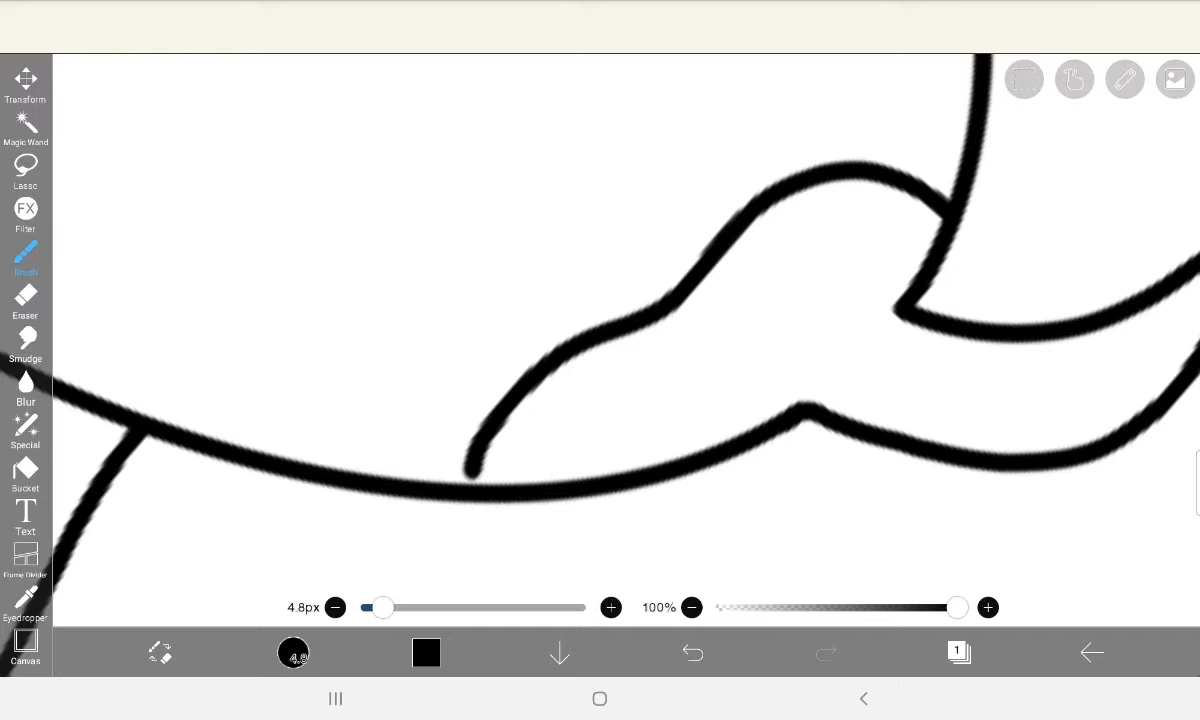 Transform
Magic Wand
Lasso
FX
Filter
Brush
Eraser
Smudge
Blur
Special
Bucket
T
Text
Frame Divider
Eyedropper
Canvas
4.8px
100%
4.8
1